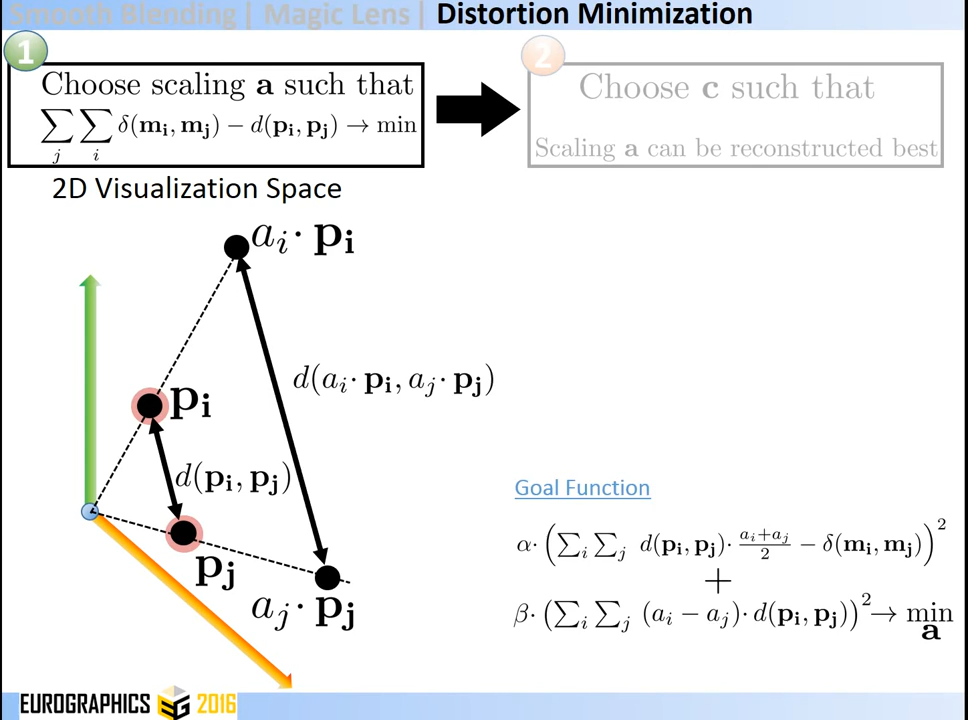 Smooth Blending | Magic Lens | Distortion Minimization
1
Choose scaling a such that
∑_j ∑_i δ(m_i, m_j) − d(p_i, p_j) → min
2
Choose c such that
Scaling a can be reconstructed best
2D Visualization Space
a_i · p_i
d(a_i · p_i, a_j · p_j)
p_i
d(p_i, p_j)
p_j
a_j · p_j
Goal Function
α· (∑_i ∑_j d(p_i, p_j) · (a_i+a_j)/2 − δ(m_i, m_j))^2
+
β· (∑_i ∑_j (a_i − a_j) · d(p_i, p_j))^2 → min_a
EUROGRAPHICS 2016